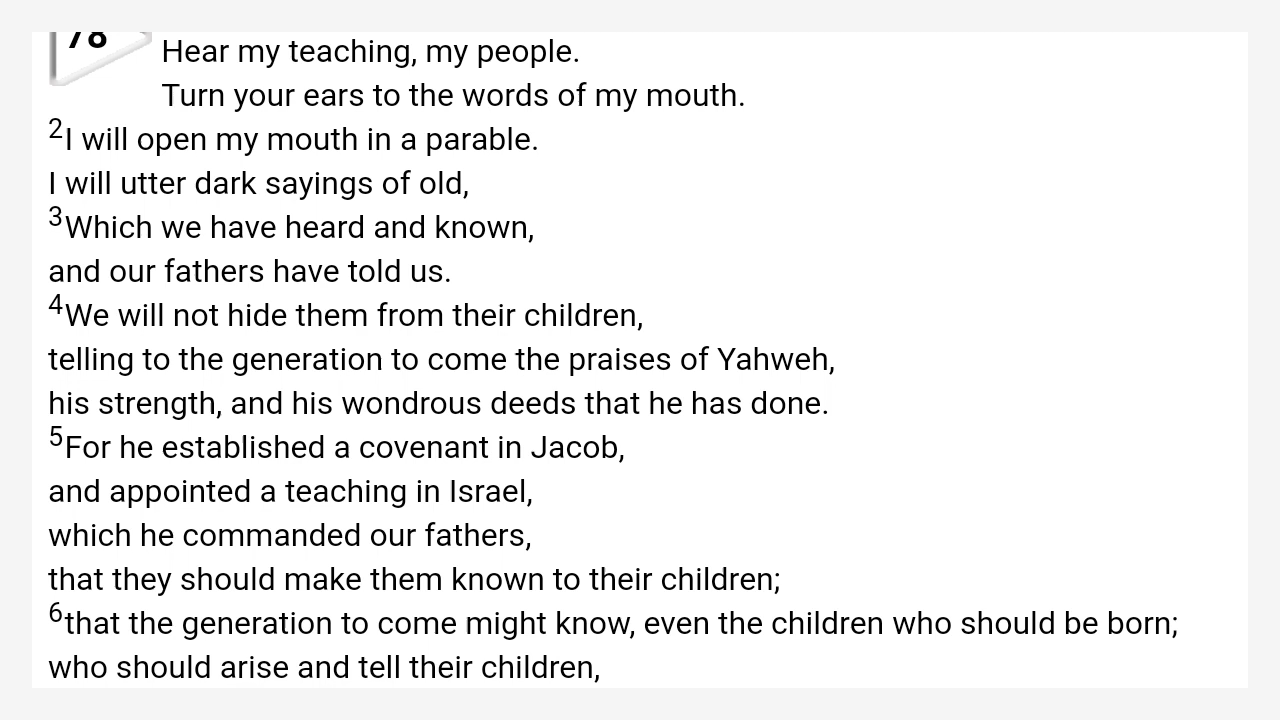 78
Hear my teaching, my people.
Turn your ears to the words of my mouth.
2I will open my mouth in a parable.
I will utter dark sayings of old,
3Which we have heard and known,
and our fathers have told us.
4We will not hide them from their children,
telling to the generation to come the praises of Yahweh,
his strength, and his wondrous deeds that he has done.
5For he established a covenant in Jacob,
and appointed a teaching in Israel,
which he commanded our fathers,
that they should make them known to their children;
6that the generation to come might know, even the children who should be born;
who should arise and tell their children,